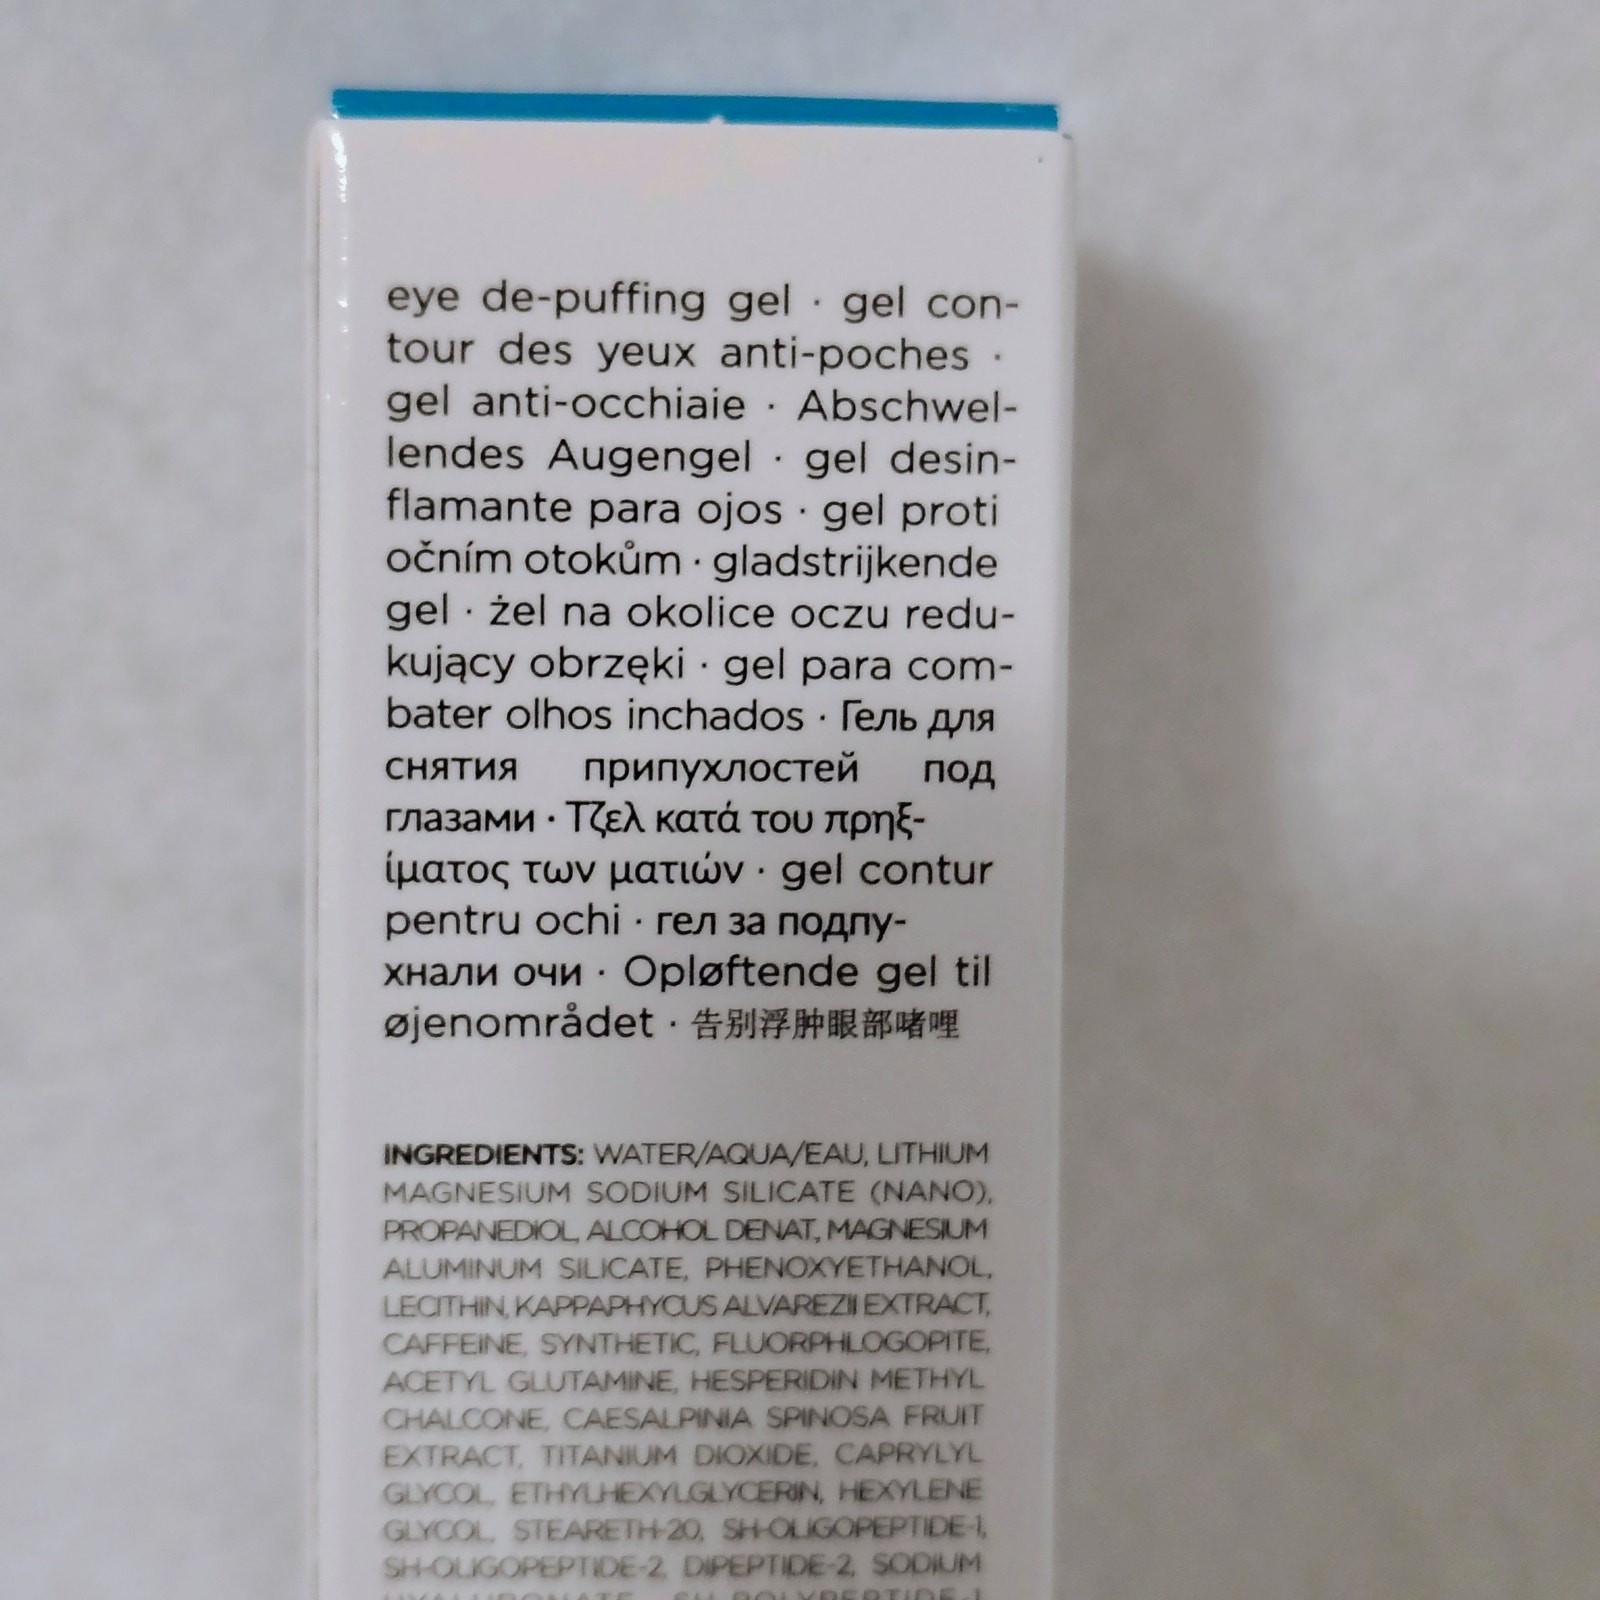 eye de-puffing gel · gel con-
tour des yeux anti-poches ·
gel anti-occhiaie · Abschwel-
lendes Augengel · gel desin-
flamante para ojos · gel proti
očním otokům · gladstrijkende
gel · żel na okolice oczu redu-
kujący obrzęki · gel para com-
bater olhos inchados · Гель для
снятия припухлостей под
глазами · Τζελ κατά του πρηξ-
ίματος των ματιών · gel contur
pentru ochi · гел за подпу-
хнали очи · Opløftende gel til
øjenområdet · 告别浮肿眼部啫哩
INGREDIENTS: WATER/AQUA/EAU, LITHIUM
MAGNESIUM SODIUM SILICATE (NANO),
PROPANEDIOL, ALCOHOL DENAT, MAGNESIUM
ALUMINUM SILICATE, PHENOXYETHANOL,
LECITHIN, KAPPAPHYCUS ALVAREZII EXTRACT,
CAFFEINE, SYNTHETIC, FLUORPHLOGOPITE,
ACETYL GLUTAMINE, HESPERIDIN METHYL
CHALCONE, CAESALPINIA SPINOSA FRUIT
EXTRACT, TITANIUM DIOXIDE, CAPRYLYL
GLYCOL, ETHYLHEXYLGLYCERIN, HEXYLENE
GLYCOL, STEARETH-20, SH-OLIGOPEPTIDE-1,
SH-OLIGOPEPTIDE-2, DIPEPTIDE-2, SODIUM
HYALURONATE, SH-POLYPEPTIDE-1